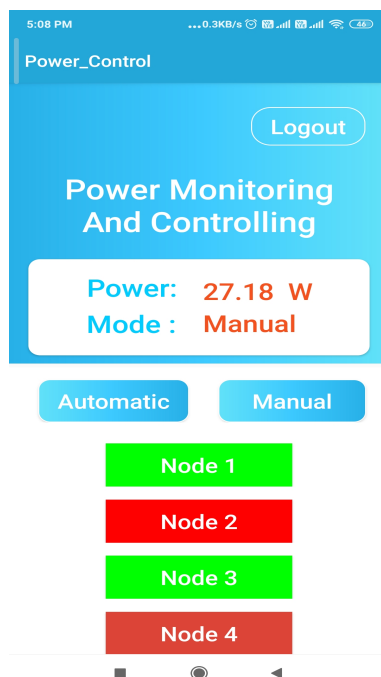 5:08 PM ...0.3KB/s 46
Power_Control
Logout
Power Monitoring
And Controlling
Power: 27.18 W
Mode : Manual
Automatic Manual
Node 1
Node 2
Node 3
Node 4